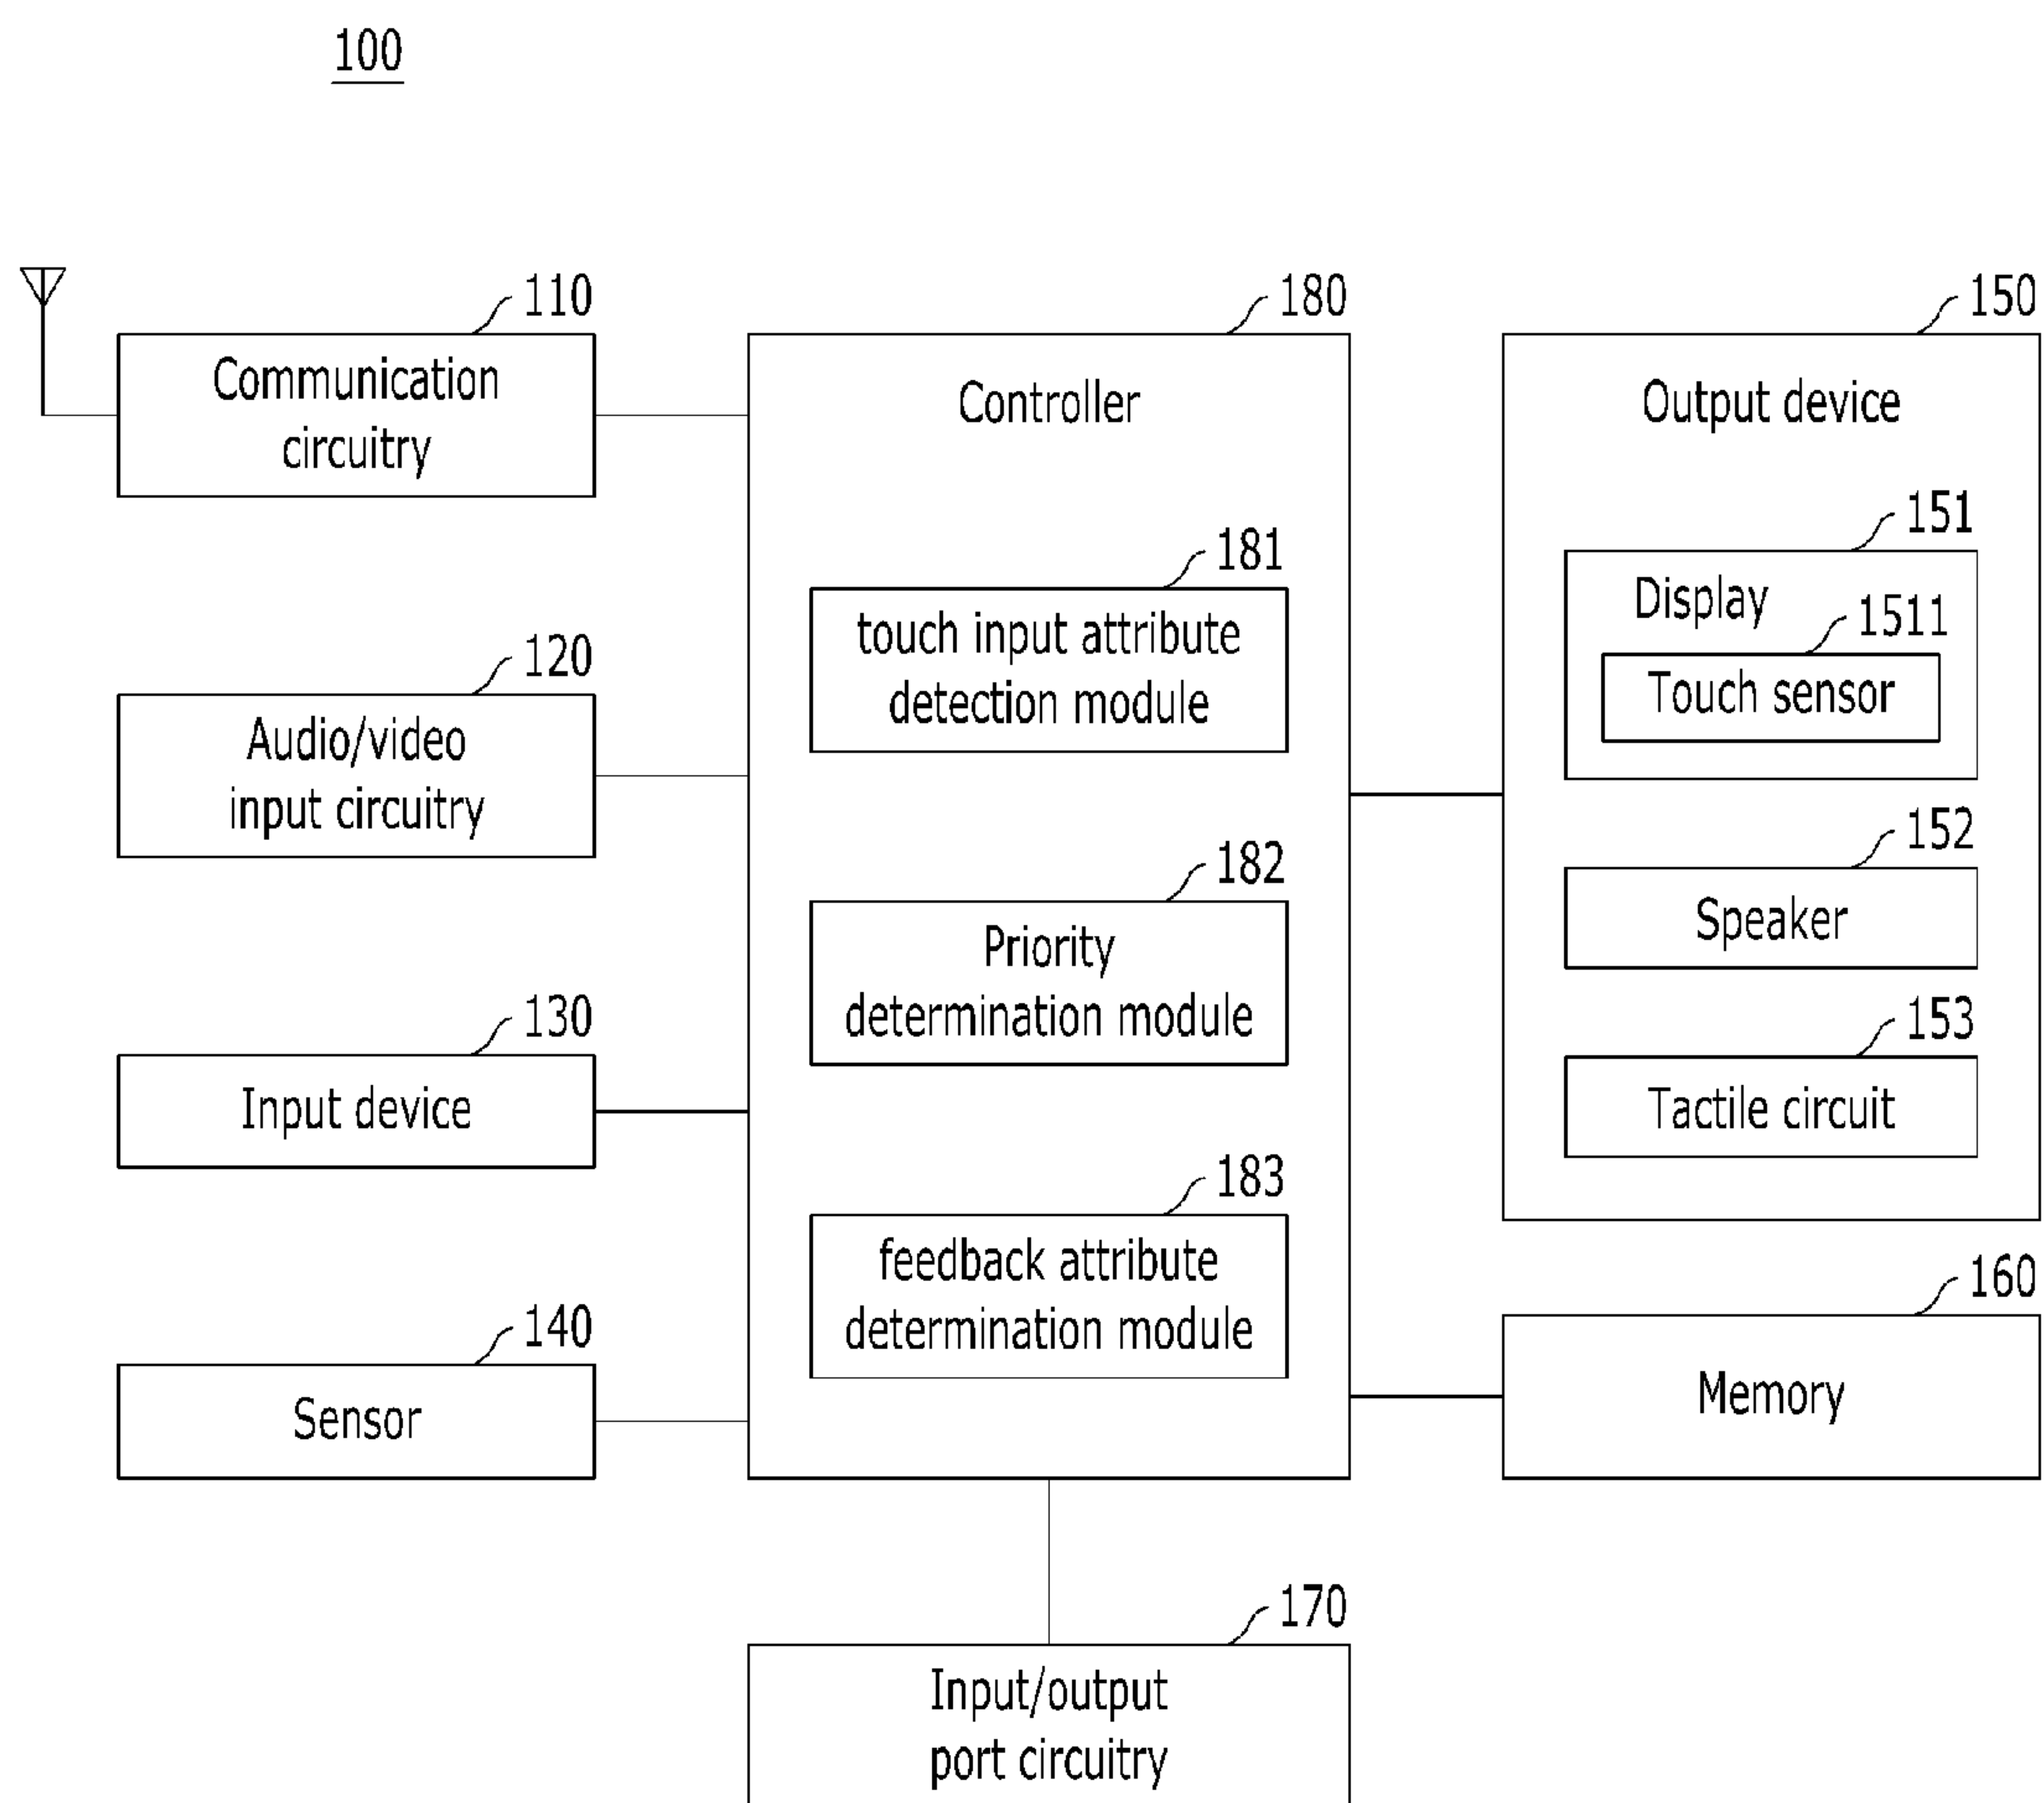 100
110
Communication
circuitry
120
Audio/video
input circuitry
130
Input device
140
Sensor
180
Controller
181
touch input attribute
detection module
182
Priority
determination module
183
feedback attribute
determination module
150
Output device
151
Display
1511
Touch sensor
152
Speaker
153
Tactile circuit
160
Memory
170
Input/output
port circuitry